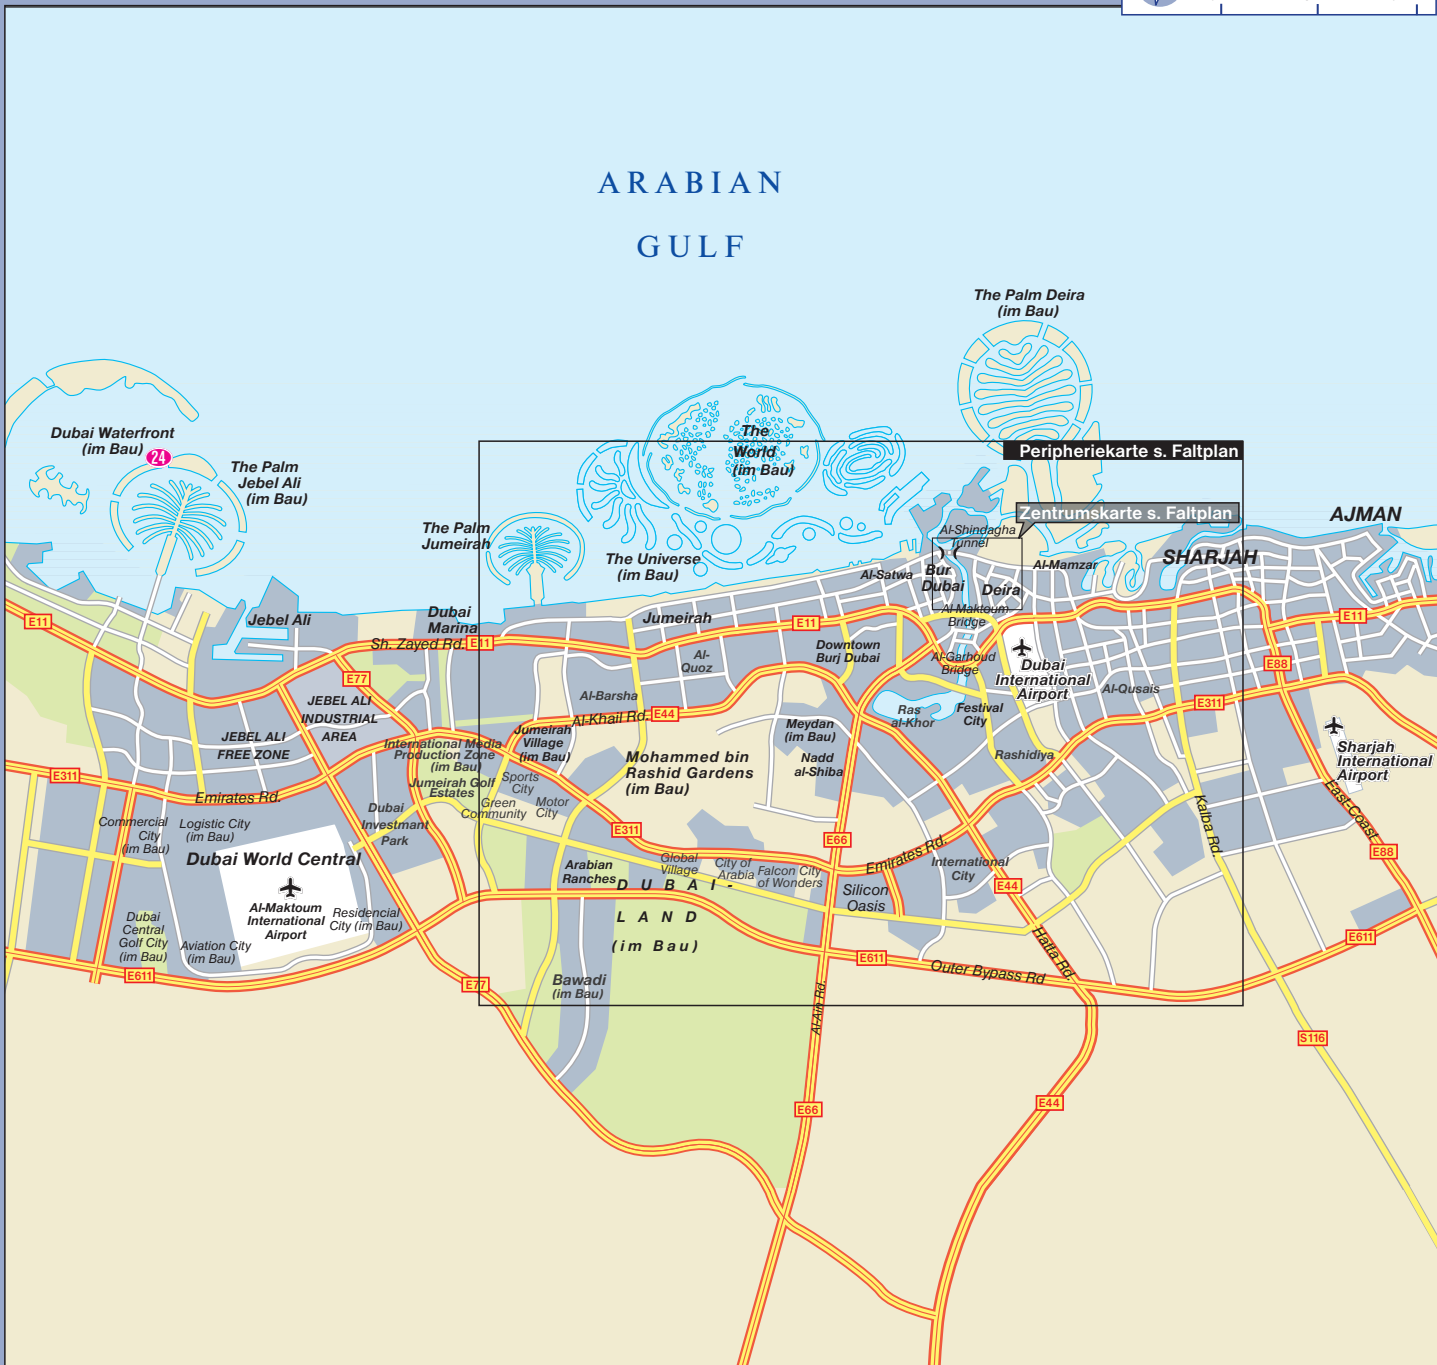 ARABIAN
GULF
The Palm Deira
(im Bau)
Dubai Waterfront
(im Bau)
24
The Palm
Jebel Ali
(im Bau)
The
World
(im Bau)
Peripheriekarte s. Faltplan
Zentrumskarte s. Faltplan
AJMAN
The Palm
Jumeirah
Al-Shindagha
Tunnel
SHARJAH
The Universe
(im Bau)
Al-Satwa
Bur
Dubai
Deira
Al-Mamzar
E11
Jebel Ali
Dubai
Marina
Sh. Zayed Rd.
E11
Jumeirah
E11
Al-Maktoum
Bridge
E11
Downtown
Burj Dubai
Al-Garhoud
Bridge
Dubai
International
Airport
E88
Al-
Quoz
E77
Al-Barsha
Al-Qusais
JEBEL ALI
INDUSTRIAL
AREA
Al-Khail Rd.
E44
Ras
al-Khor
Festival
City
E311
JEBEL ALI
FREE ZONE
International Media
Production Zone
(im Bau)
Jumeirah
Village
(im Bau)
Meydan
(im Bau)
Mohammed bin
Rashid Gardens
(im Bau)
Nadd
al-Shiba
Rashidiya
Sharjah
International
Airport
E311
Jumeirah Golf
Estates
Sports
City
Emirates Rd.
Green
Community
Motor
City
Dubai
Investmant
Park
East Coast
Kalba Rd.
Commercial
City
(im Bau)
Logistic City
(im Bau)
E311
E66
Emirates Rd.
E88
Dubai World Central
Arabian
Ranches
Global
Village
City of
Arabia
Falcon City
of Wonders
International
City
DUBAI-
LAND
(im Bau)
Silicon
Oasis
E44
Al-Maktoum
International
Airport
Residencial
City (im Bau)
Dubai
Central
Golf City
(im Bau)
Aviation City
(im Bau)
Hatta Rd.
E611
E611
E611
Outer Bypass Rd
E77
Bawadi
(im Bau)
Al-Ain Rd.
S116
E66
E44